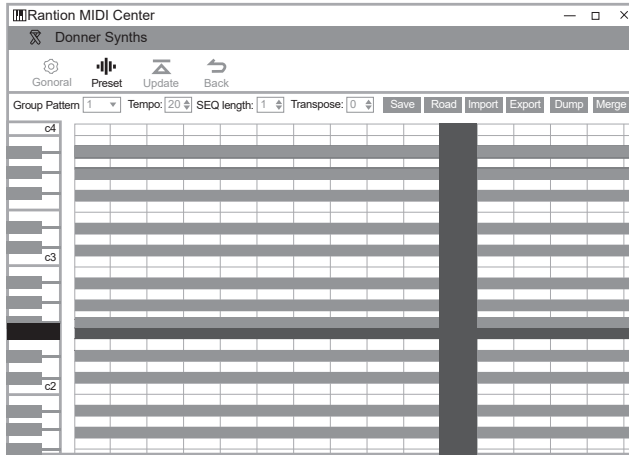 Rantion MIDI Center
Donner Synths
Gonoral Preset Update Back
Group Pattern 1 Tempo: 20 SEQ length: 1 Transpose: 0 Save Road Import Export Dump Merge
c4
c3
c2